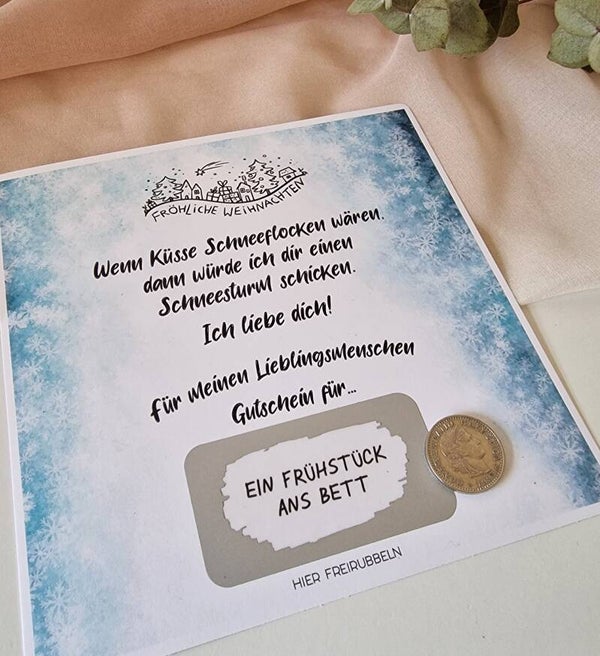 FRÖHLICHE WEIHNACHTEN
Wenn Küsse Schneeflocken wären.
dann würde ich dir einen
Schneesturm schicken.
Ich liebe dich!
für meinen Lieblingsmenschen
Gutschein für...
EIN FRÜHSTÜCK
ANS BETT
HIER FREIRUBBELN